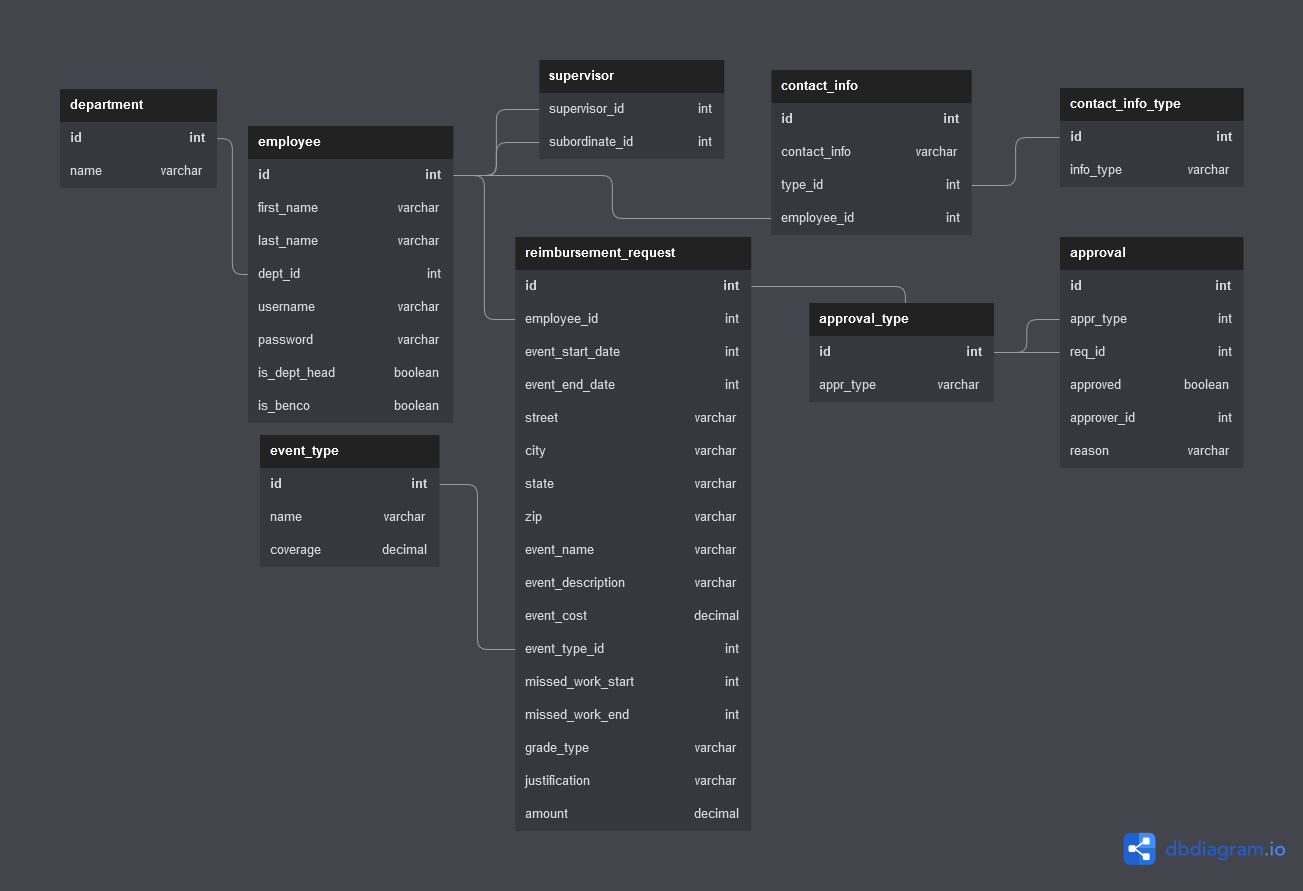 department
id int
name varchar
employee
id int
first_name varchar
last_name varchar
dept_id int
username varchar
password varchar
is_dept_head boolean
is_benco boolean
event_type
id int
name varchar
coverage decimal
supervisor
supervisor_id int
subordinate_id int
reimbursement_request
id int
employee_id int
event_start_date int
event_end_date int
street varchar
city varchar
state varchar
zip varchar
event_name varchar
event_description varchar
event_cost decimal
event_type_id int
missed_work_start int
missed_work_end int
grade_type varchar
justification varchar
amount decimal
contact_info
id int
contact_info varchar
type_id int
employee_id int
approval_type
id int
appr_type varchar
contact_info_type
id int
info_type varchar
approval
id int
appr_type int
req_id int
approved boolean
approver_id int
reason varchar
dbdiagram.io